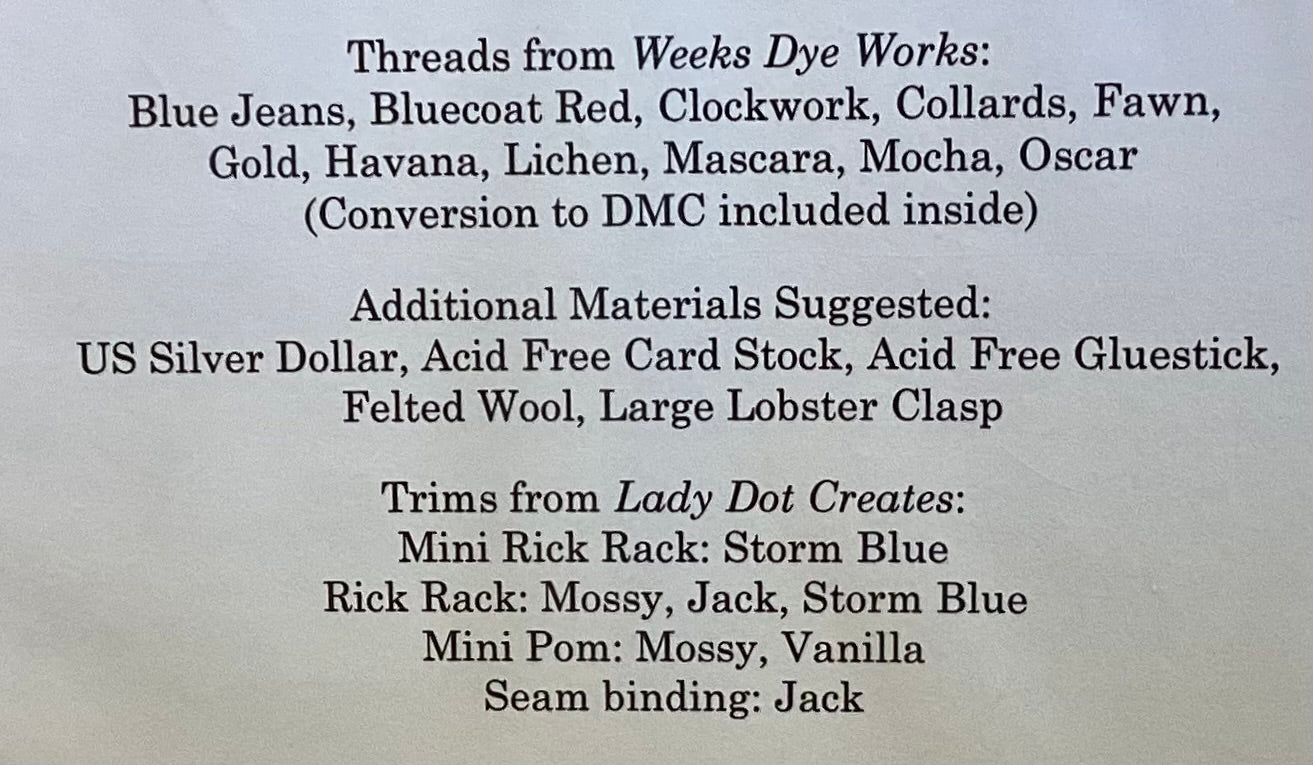 Threads from Weeks Dye Works:
Blue Jeans, Bluecoat Red, Clockwork, Collards, Fawn,
Gold, Havana, Lichen, Mascara, Mocha, Oscar
(Conversion to DMC included inside)
Additional Materials Suggested:
US Silver Dollar, Acid Free Card Stock, Acid Free Gluestick,
Felted Wool, Large Lobster Clasp
Trims from Lady Dot Creates:
Mini Rick Rack: Storm Blue
Rick Rack: Mossy, Jack, Storm Blue
Mini Pom: Mossy, Vanilla
Seam binding: Jack